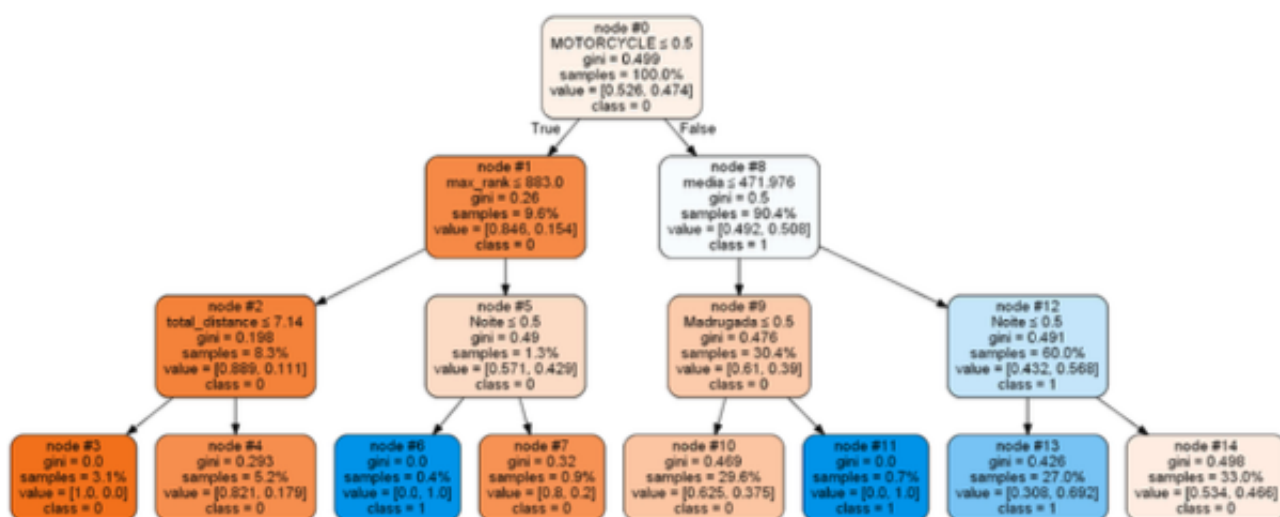 node #0
MOTORCYCLE ≤ 0.5
gini = 0.499
samples = 100.0%
value = [0.526, 0.474]
class = 0
True
False
node #1
max_rank ≤ 883.0
gini = 0.26
samples = 9.6%
value = [0.846, 0.154]
class = 0
node #8
media ≤ 471.976
gini = 0.5
samples = 90.4%
value = [0.492, 0.508]
class = 1
node #2
total_distance ≤ 7.14
gini = 0.198
samples = 8.3%
value = [0.889, 0.111]
class = 0
node #5
Noite ≤ 0.5
gini = 0.49
samples = 1.3%
value = [0.571, 0.429]
class = 0
node #9
Madrugada ≤ 0.5
gini = 0.476
samples = 30.4%
value = [0.61, 0.39]
class = 0
node #12
Noite ≤ 0.5
gini = 0.491
samples = 60.0%
value = [0.432, 0.568]
class = 1
node #3
gini = 0.0
samples = 3.1%
value = [1.0, 0.0]
class = 0
node #4
gini = 0.293
samples = 5.2%
value = [0.821, 0.179]
class = 0
node #6
gini = 0.0
samples = 0.4%
value = [0.0, 1.0]
class = 1
node #7
gini = 0.32
samples = 0.9%
value = [0.8, 0.2]
class = 0
node #10
gini = 0.469
samples = 29.6%
value = [0.625, 0.375]
class = 0
node #11
gini = 0.0
samples = 0.7%
value = [0.0, 1.0]
class = 1
node #13
gini = 0.426
samples = 27.0%
value = [0.308, 0.692]
class = 1
node #14
gini = 0.498
samples = 33.0%
value = [0.534, 0.466]
class = 0